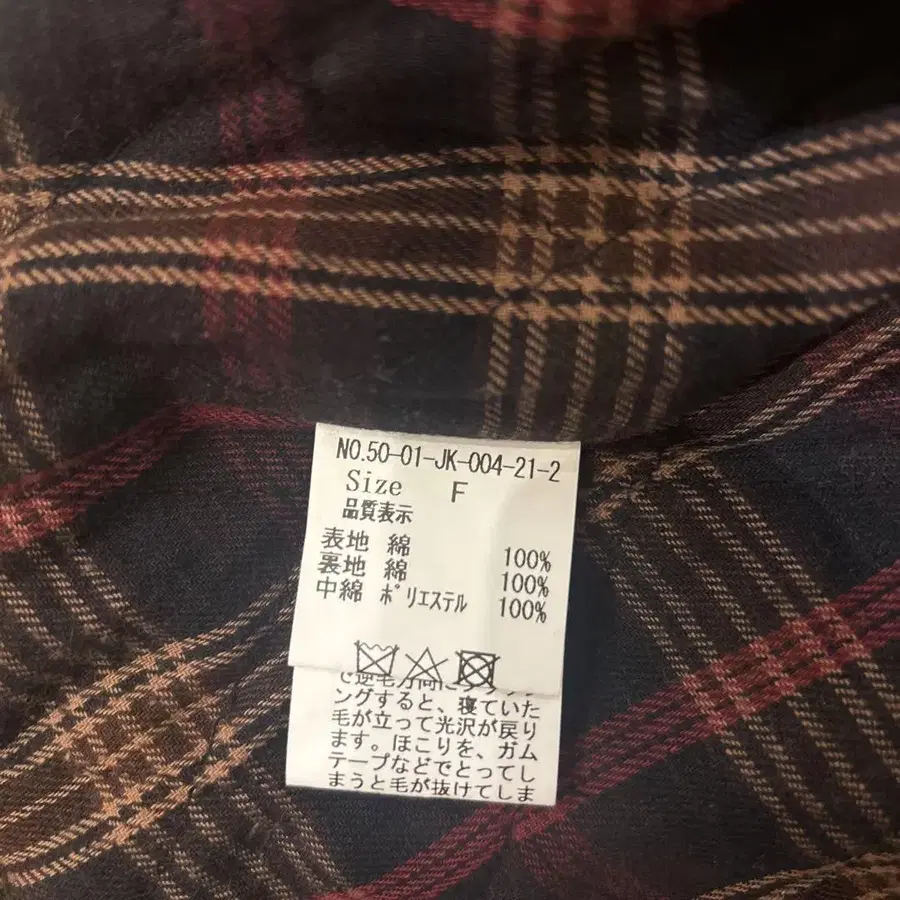 NO.50-01-JK-004-21-2
Size F
品質表示
表地 綿 100%
裏地 綿 100%
中綿 ポリエステル 100%
ングすると、寝ていた
毛が立って光沢が戻り
ます。ほこりを、ガム
テープなどでとってし
まうと毛が抜けてしま